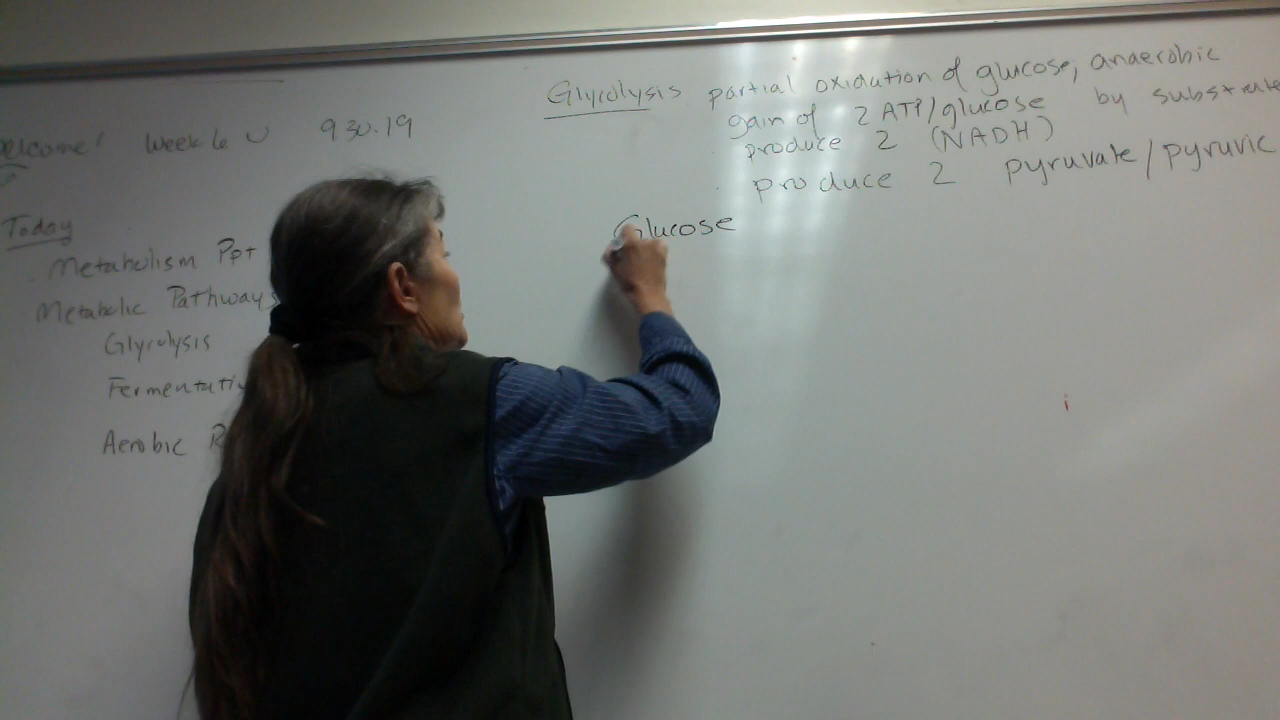 elcome! Week 6 U 9.30.19
Today
Metabolism Ppt
Metabolic Pathways
Glycolysis
Fermentati
Aerobic R
Glycolysis partial oxidation of glucose, anaerobic
gain of 2 ATP/glucose by substrate
produce 2 (NADH)
produce 2 pyruvate/pyruvic
Glucose
i